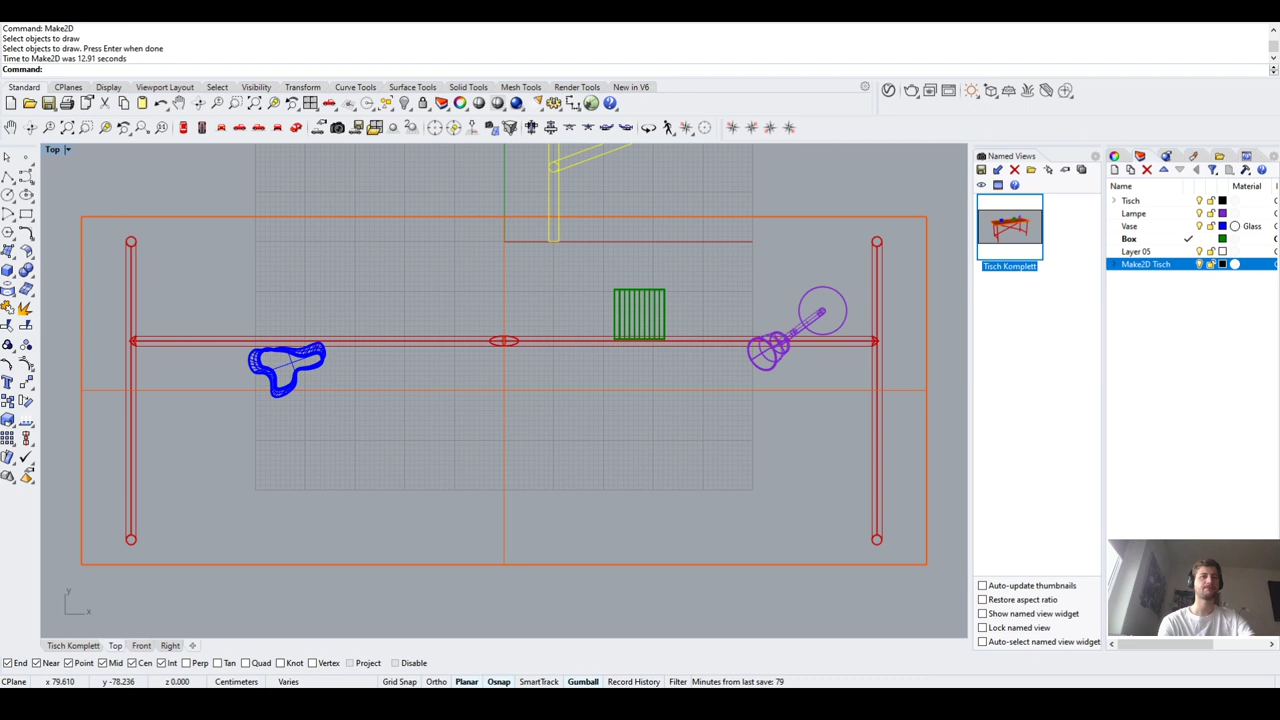 Command: Make2D
Select objects to draw
Select objects to draw. Press Enter when done
Time to Make2D was 12.91 seconds
Command:
Standard CPlanes Display Viewport Layout Select Visibility Transform Curve Tools Surface Tools Solid Tools Mesh Tools Render Tools New in V6
Top
Named Views
Tisch Komplett
Name Material
Tisch
Lampe
Vase Glass
Box
Layer 05
Make2D Tisch
y
x
Auto-update thumbnails
Restore aspect ratio
Show named view widget
Lock named view
Auto-select named view widget
Tisch Komplett Top Front Right
End Near Point Mid Cen Int Perp Tan Quad Knot Vertex Project Disable
CPlane x 79.610 y -78.236 z 0.000 Centimeters Varies Grid Snap Ortho Planar Osnap SmartTrack Gumball Record History Filter Minutes from last save: 79